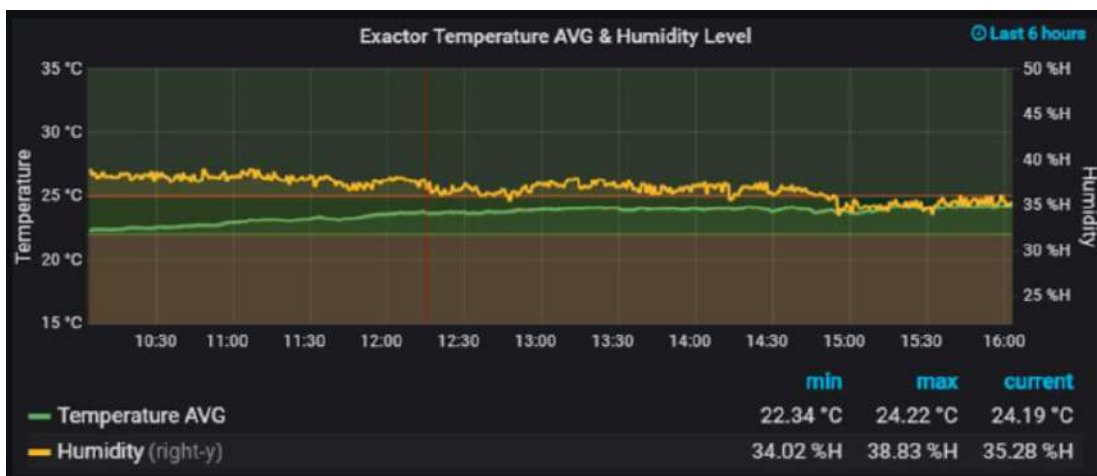 Exactor Temperature AVG & Humidity Level
Last 6 hours
35 °C
30 °C
25 °C
20 °C
15 °C
Temperature
50 %H
45 %H
40 %H
35 %H
30 %H
25 %H
Humidity
10:30 11:00 11:30 12:00 12:30 13:00 13:30 14:00 14:30 15:00 15:30 16:00
min max current
Temperature AVG 22.34 °C 24.22 °C 24.19 °C
Humidity (right-y) 34.02 %H 38.83 %H 35.28 %H